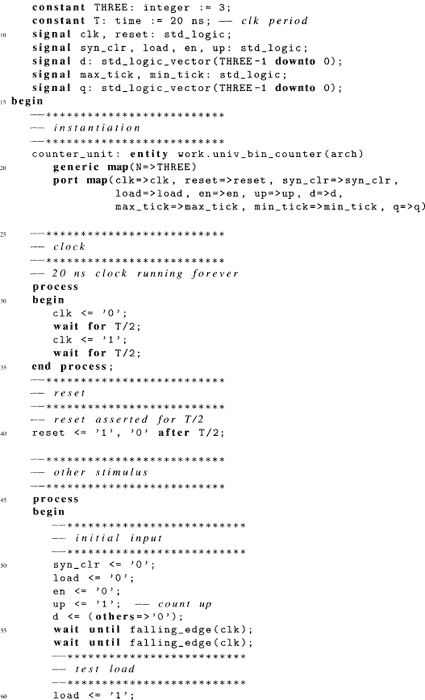 constant THREE: integer := 3;
constant T: time := 20 ns; -- clk period
10 signal clk, reset: std_logic;
signal syn_clr, load, en, up: std_logic;
signal d: std_logic_vector(THREE-1 downto 0);
signal max_tick, min_tick: std_logic;
signal q: std_logic_vector(THREE-1 downto 0);
15 begin
--**************************
-- instantiation
--**************************
counter_unit: entity work.univ_bin_counter(arch)
20 generic map(N=>THREE)
port map(clk=>clk, reset=>reset, syn_clr=>syn_clr,
load=>load, en=>en, up=>up, d=>d,
max_tick=>max_tick, min_tick=>min_tick, q=>q)
25 --**************************
-- clock
--**************************
-- 20 ns clock running forever
process
30 begin
clk <= '0';
wait for T/2;
clk <= '1';
wait for T/2;
35 end process;
--**************************
-- reset
--**************************
-- reset asserted for T/2
40 reset <= '1', '0' after T/2;
--**************************
-- other stimulus
--**************************
45 process
begin
--**************************
-- initial input
--**************************
50 syn_clr <= '0';
load <= '0';
en <= '0';
up <= '1'; -- count up
d <= (others=>'0');
55 wait until falling_edge(clk);
wait until falling_edge(clk);
--**************************
-- test load
--**************************
60 load <= '1';